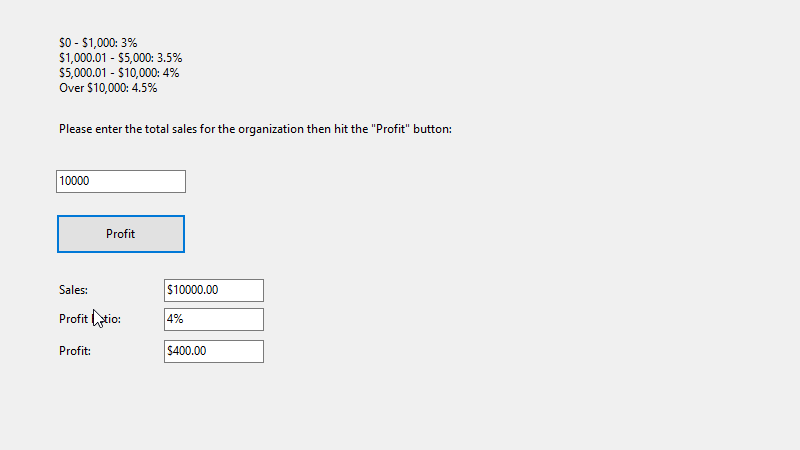 $0 - $1,000: 3%
$1,000.01 - $5,000: 3.5%
$5,000.01 - $10,000: 4%
Over $10,000: 4.5%
Please enter the total sales for the organization then hit the "Profit" button:
10000
Profit
Sales: $10000.00
Profit 4%
Profit: $400.00